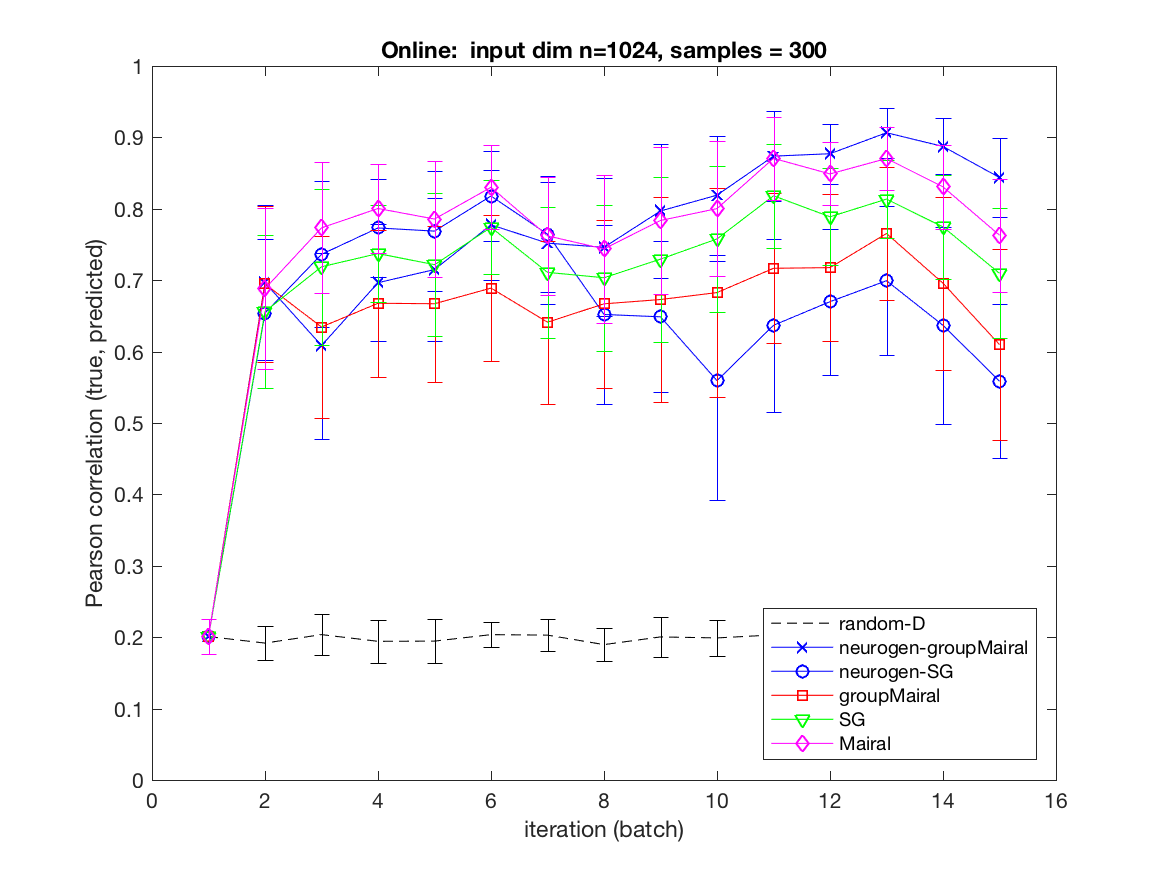 Online:  input dim n=1024, samples = 300
Pearson correlation (true, predicted)
1
0.9
0.8
0.7
0.6
0.5
0.4
0.3
0.2
0.1
0
0 2 4 6 8 10 12 14 16
iteration (batch)
random-D
neurogen-groupMairal
neurogen-SG
groupMairal
SG
Mairal